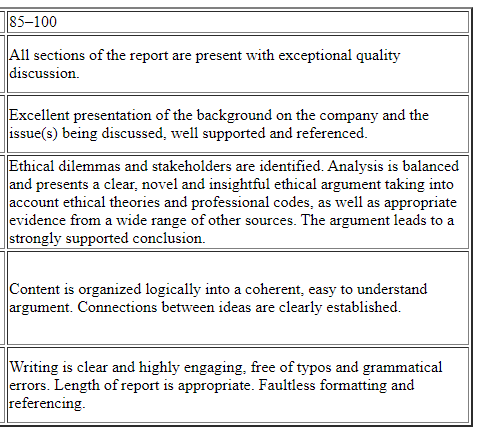 85–100
All sections of the report are present with exceptional quality
discussion.
Excellent presentation of the background on the company and the
issue(s) being discussed, well supported and referenced.
Ethical dilemmas and stakeholders are identified. Analysis is balanced
and presents a clear, novel and insightful ethical argument taking into
account ethical theories and professional codes, as well as appropriate
evidence from a wide range of other sources. The argument leads to a
strongly supported conclusion.
Content is organized logically into a coherent, easy to understand
argument. Connections between ideas are clearly established.
Writing is clear and highly engaging, free of typos and grammatical
errors. Length of report is appropriate. Faultless formatting and
referencing.